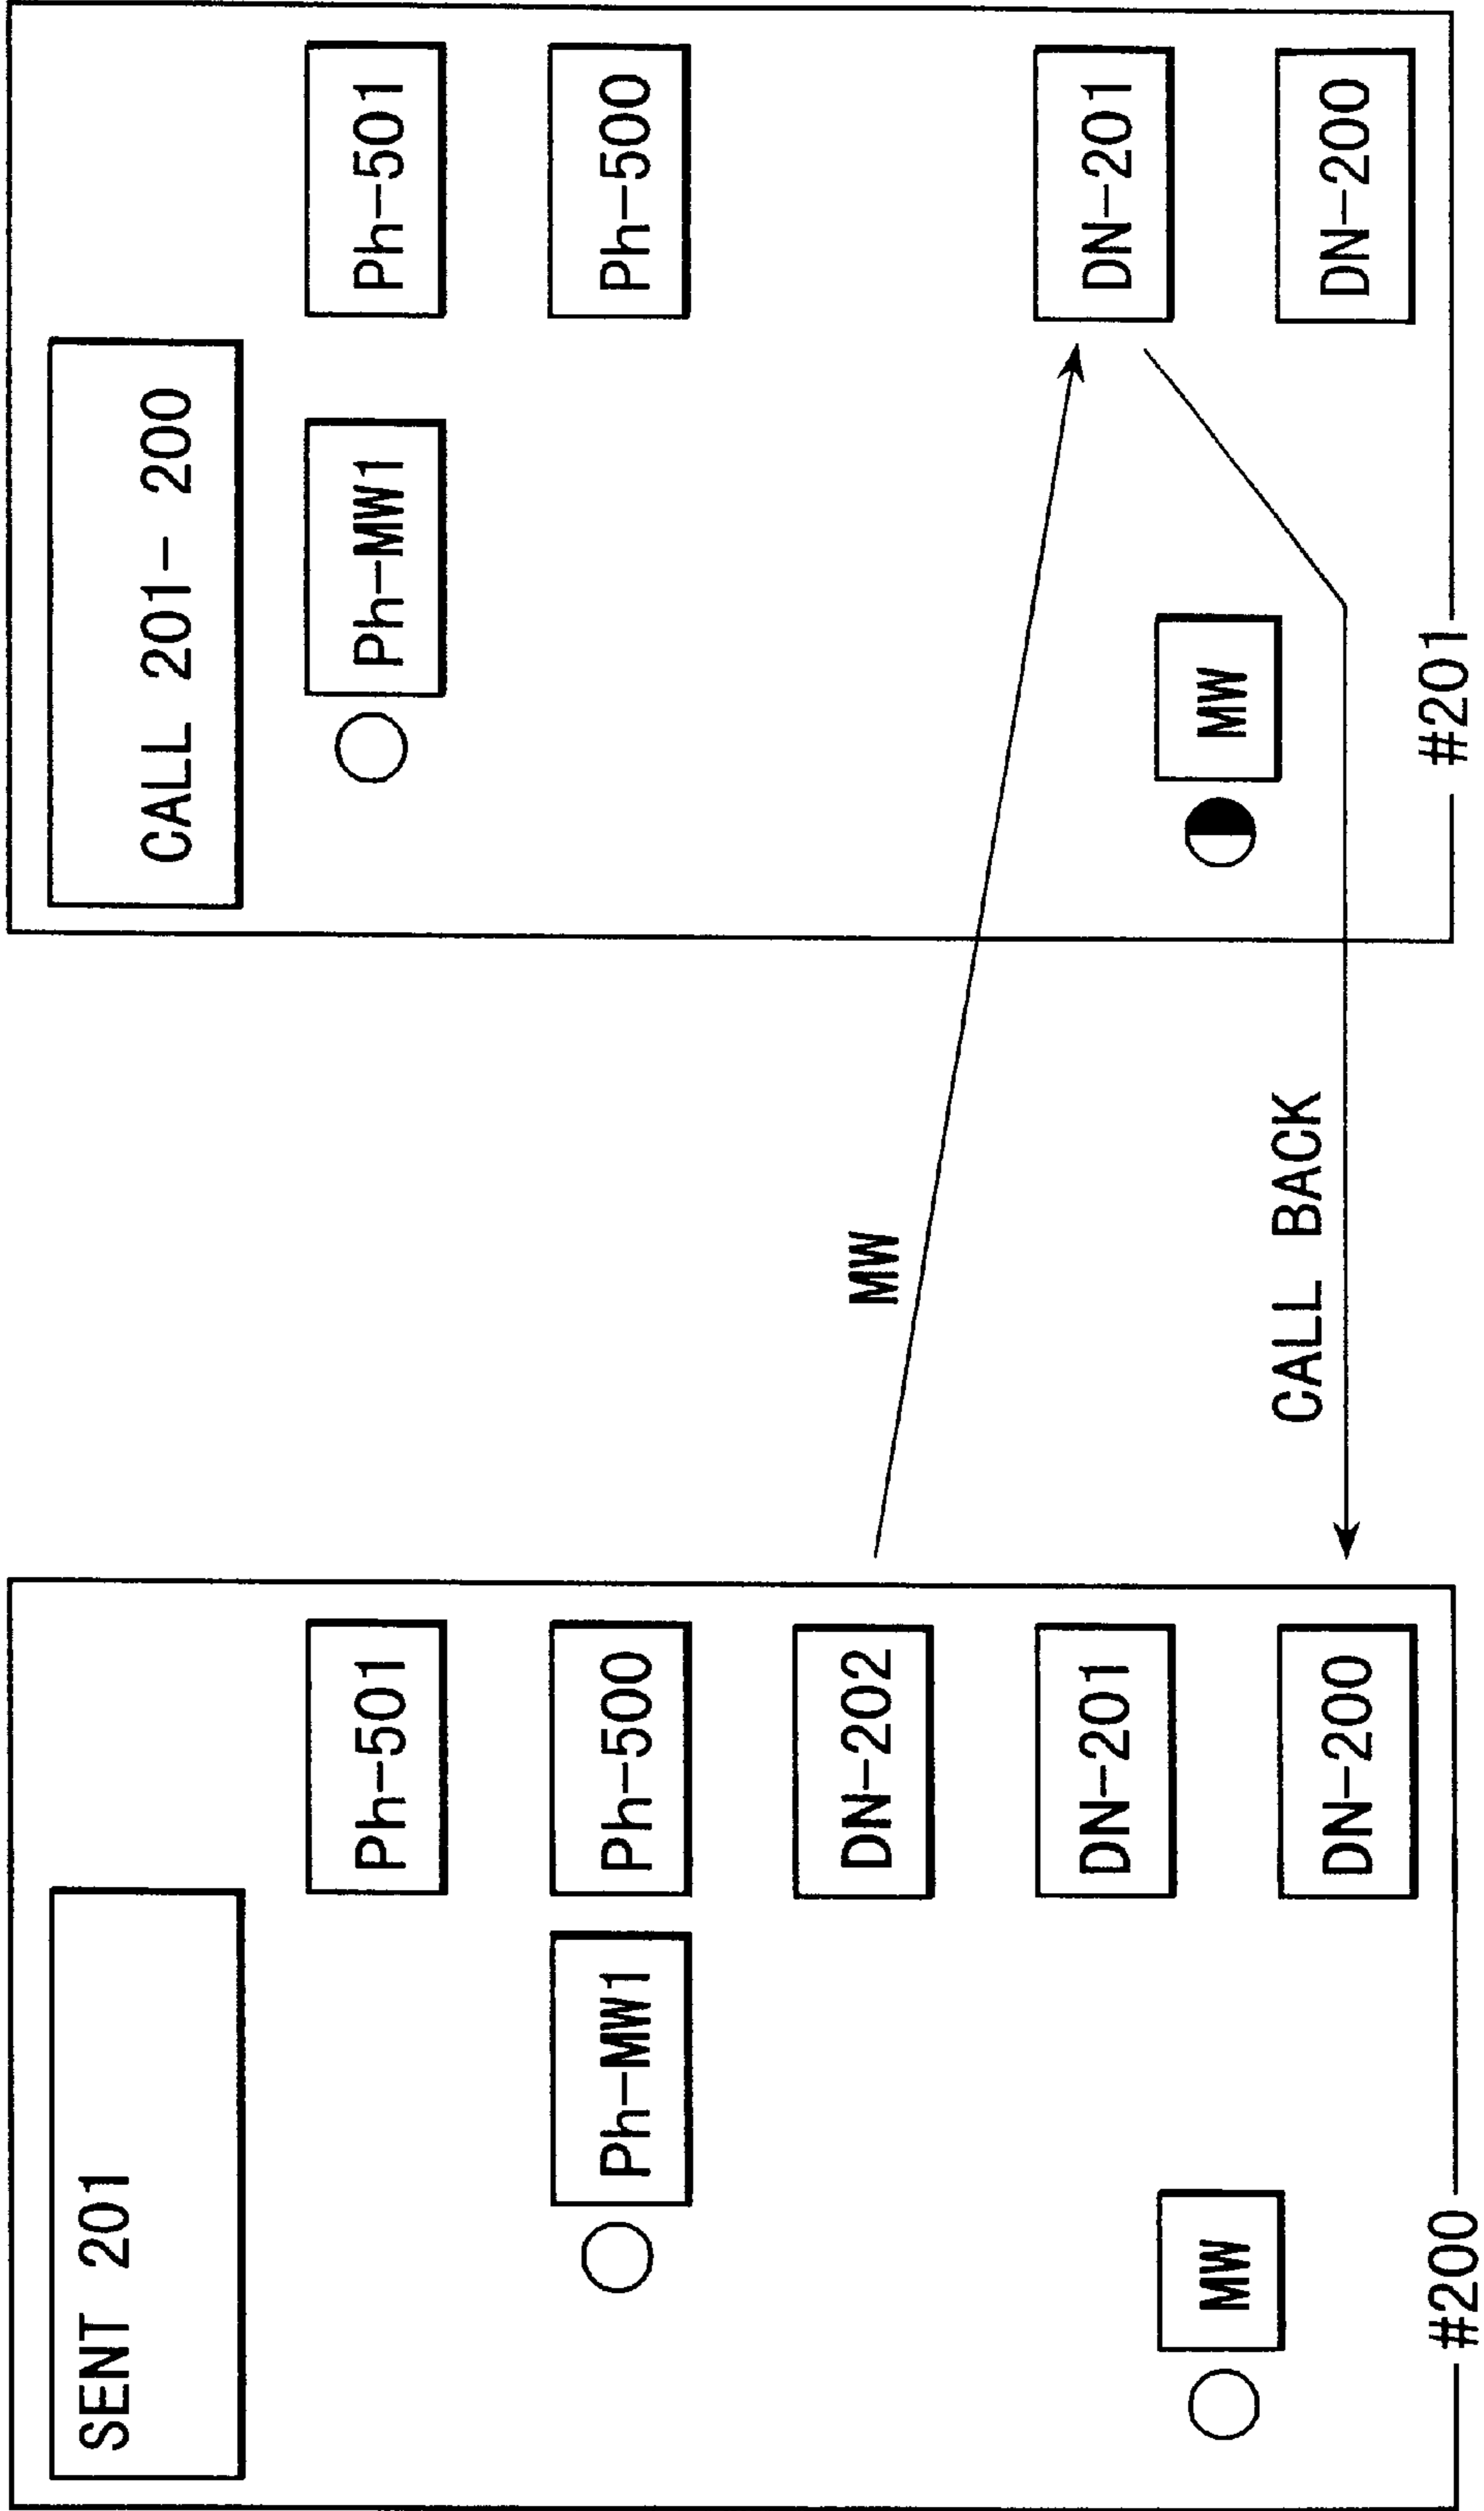 SENT 201
Ph-501
Ph-MW1
Ph-500
DN-202
DN-201
MW
DN-200
#200
MW
CALL BACK
CALL 201- 200
Ph-MW1
Ph-501
Ph-500
DN-201
MW
DN-200
#201